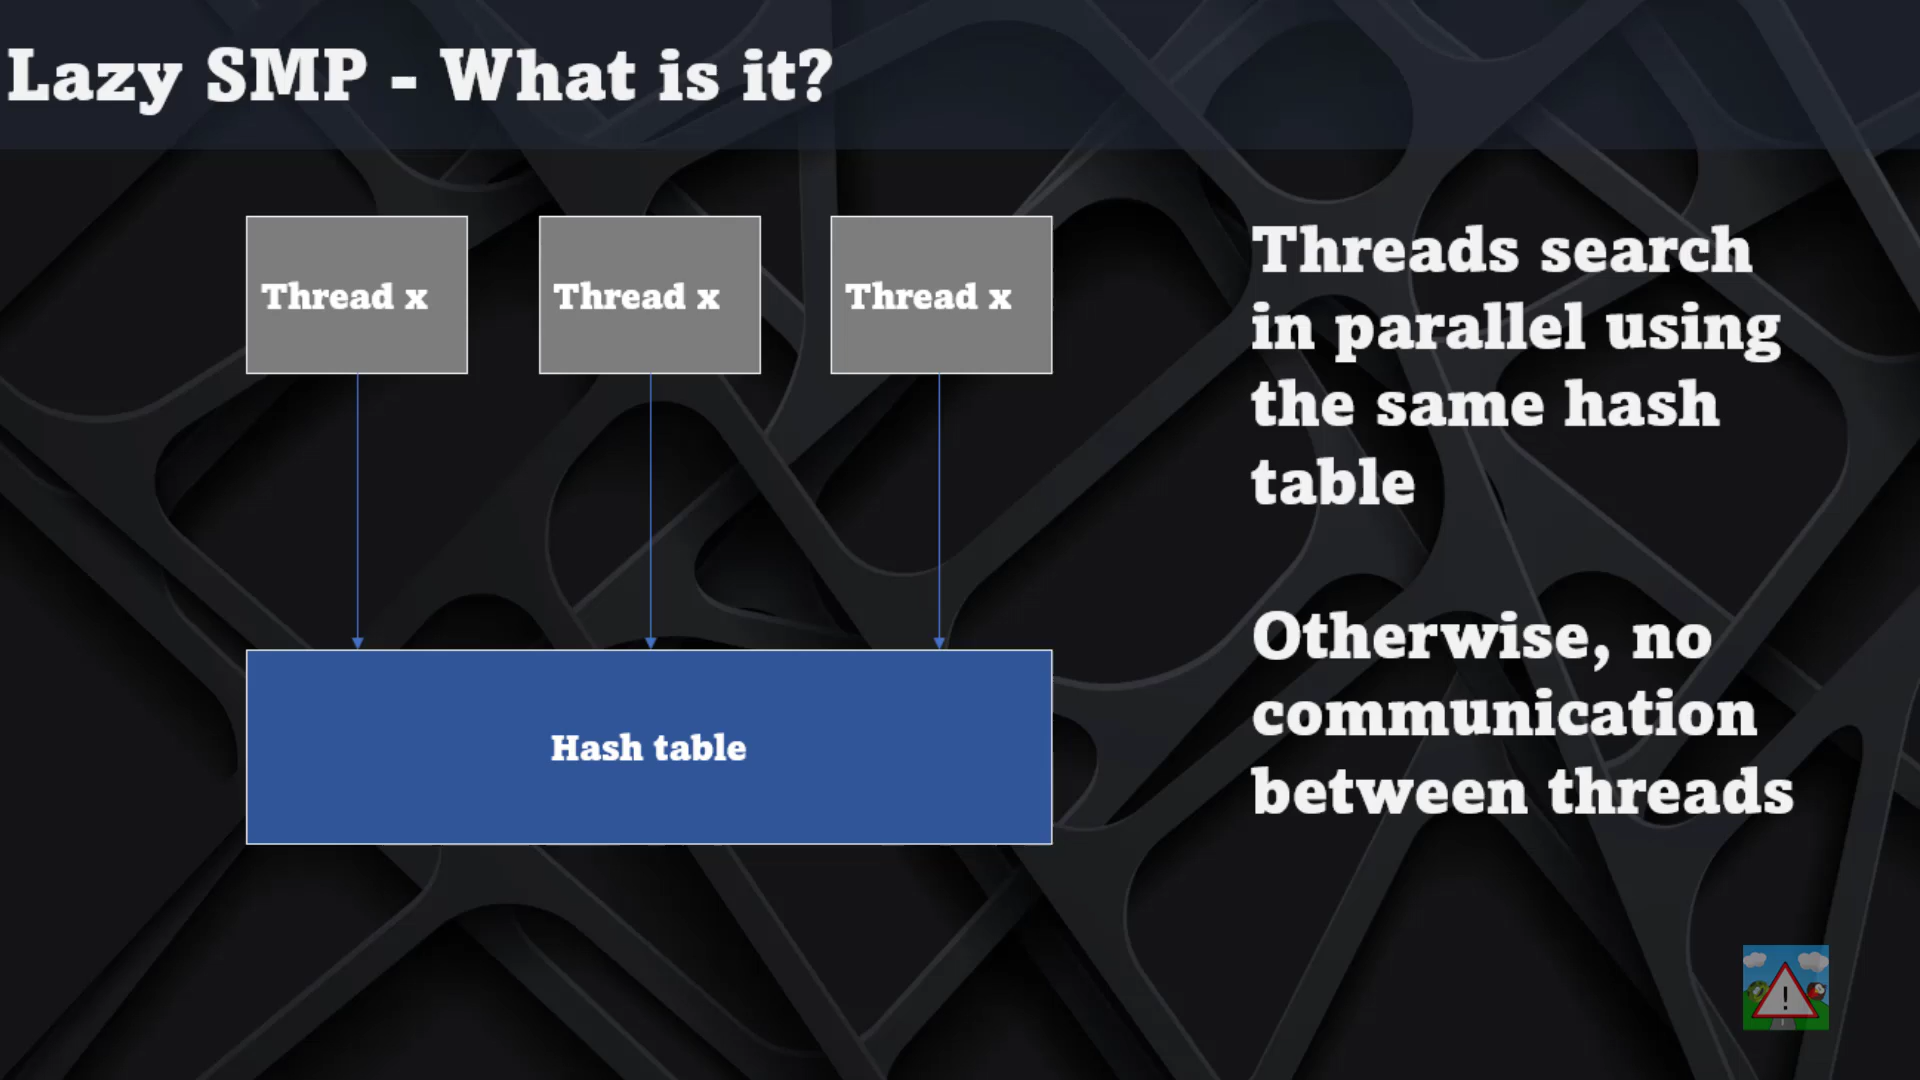 Lazy SMP - What is it?
Thread x
Thread x
Thread x
Hash table
Threads search
in parallel using
the same hash
table
Otherwise, no
communication
between threads
!